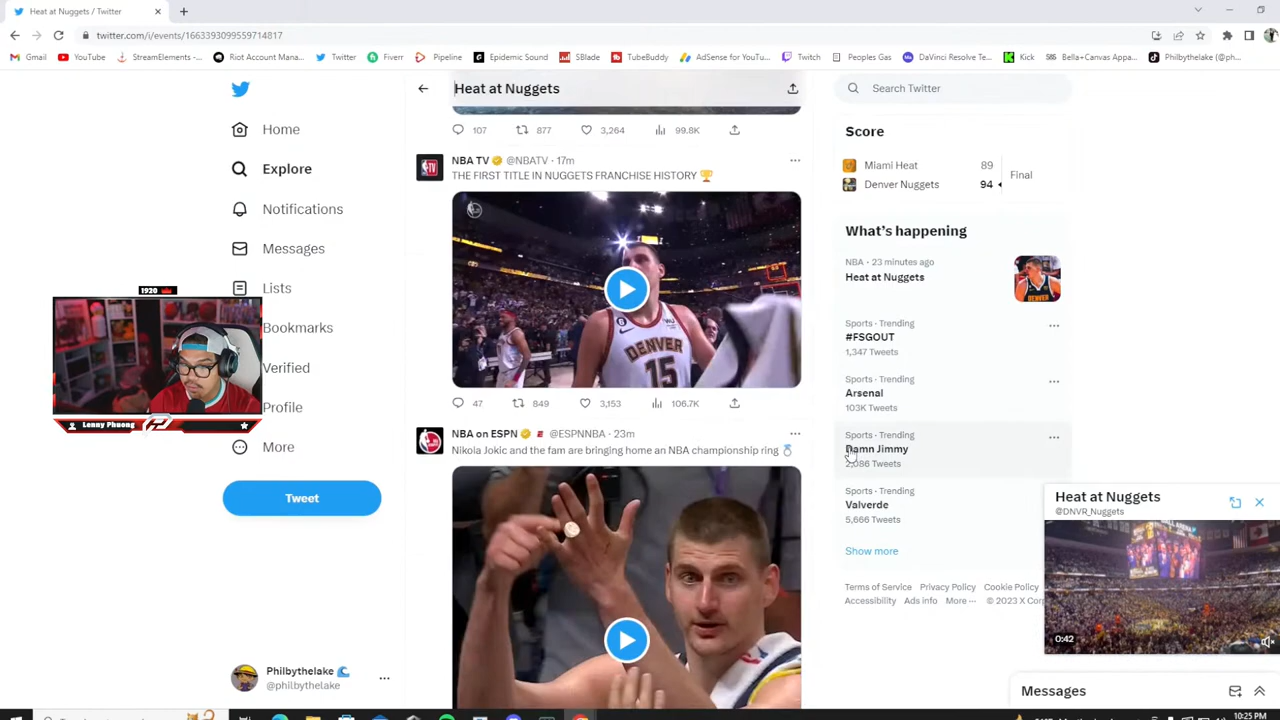 Heat at Nuggets / Twitter
twitter.com/i/events/1663393099559714817
Gmail
YouTube
StreamElements -...
Riot Account Mana...
Twitter
Fiverr
Pipeline
Epidemic Sound
SBlade
TubeBuddy
AdSense for YouTu...
Twitch
Peoples Gas
DaVinci Resolve Te...
Kick
Bella+Canvas Appa...
Philbythelake (@ph...
Home
Explore
Notifications
Messages
Lists
Bookmarks
Verified
Profile
More
Tweet
1920
Lenny Phuong
Philbythelake
@philbythelake
Heat at Nuggets
107 877 3,264 99.8K
NBA TV @NBATV · 17m
THE FIRST TITLE IN NUGGETS FRANCHISE HISTORY 🏆
DENVER
15
47 849 3,153 106.7K
NBA on ESPN @ESPNNBA · 23m
Nikola Jokic and the fam are bringing home an NBA championship ring 💍
Search Twitter
Score
Miami Heat 89
Denver Nuggets 94
Final
What's happening
NBA · 23 minutes ago
Heat at Nuggets
DENVER
Sports · Trending
#FSGOUT
1,347 Tweets
Sports · Trending
Arsenal
103K Tweets
Sports · Trending
Damn Jimmy
2,086 Tweets
Sports · Trending
Valverde
5,666 Tweets
Show more
Terms of Service Privacy Policy Cookie Policy
Accessibility Ads info More ··· © 2023 X Cor
Heat at Nuggets
@DNVR_Nuggets
0:42
Messages
10:25 PM